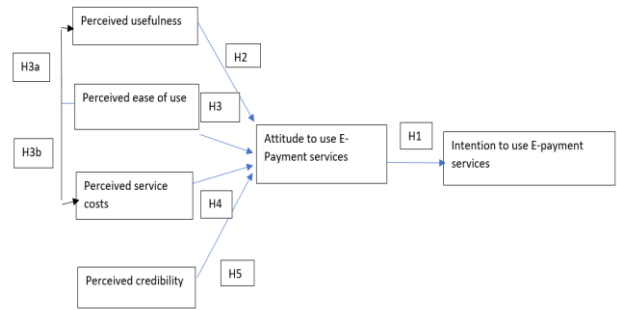 Perceived usefulness
H2
H3a
Perceived ease of use
H3
Attitude to use E-
Payment services
H1
Intention to use E-payment
services
H3b
Perceived service
costs
H4
Perceived credibility
H5